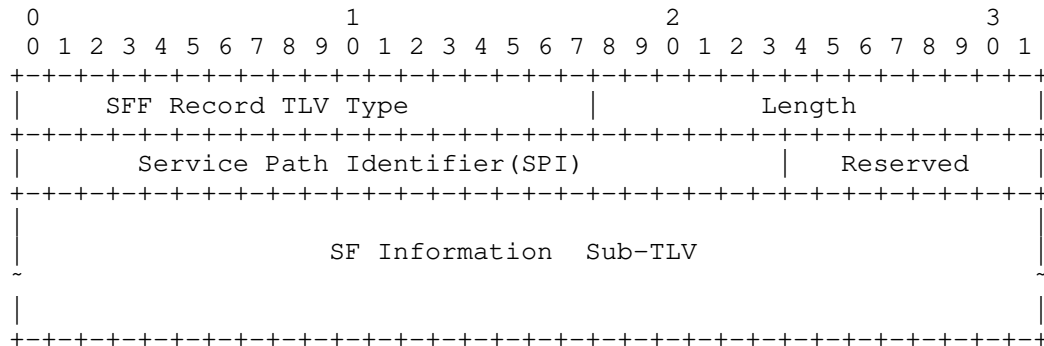 0                   1                   2                   3
0 1 2 3 4 5 6 7 8 9 0 1 2 3 4 5 6 7 8 9 0 1 2 3 4 5 6 7 8 9 0 1
+-+-+-+-+-+-+-+-+-+-+-+-+-+-+-+-+-+-+-+-+-+-+-+-+-+-+-+-+-+-+-+-+
|     SFF Record TLV Type           |          Length           |
+-+-+-+-+-+-+-+-+-+-+-+-+-+-+-+-+-+-+-+-+-+-+-+-+-+-+-+-+-+-+-+-+
|       Service Path Identifier(SPI)            |   Reserved    |
+-+-+-+-+-+-+-+-+-+-+-+-+-+-+-+-+-+-+-+-+-+-+-+-+-+-+-+-+-+-+-+-+
|                                                               |
|                   SF Information  Sub-TLV                     |
~                                                               ~
|                                                               |
+-+-+-+-+-+-+-+-+-+-+-+-+-+-+-+-+-+-+-+-+-+-+-+-+-+-+-+-+-+-+-+-+